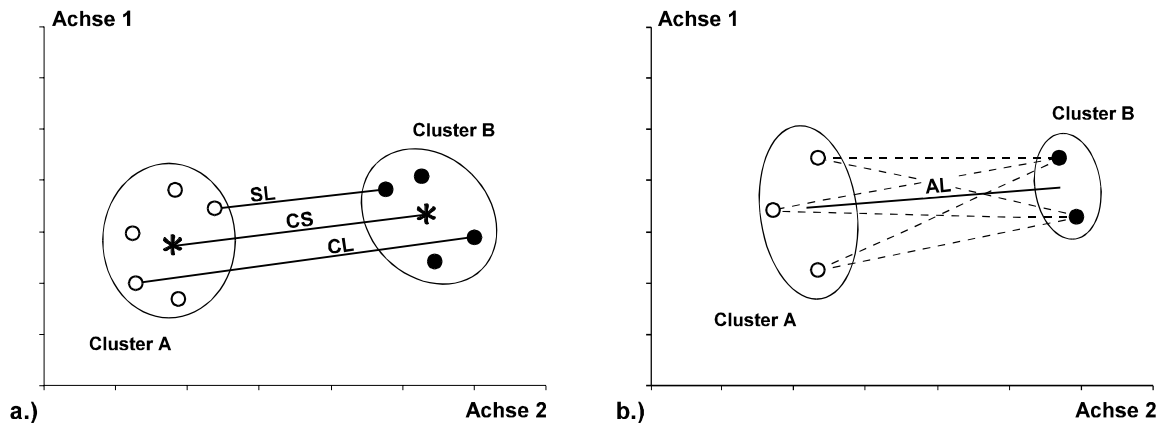 Achse 1
Cluster B
SL
CS
CL
Cluster A
a.)
Achse 2
Achse 1
Cluster B
AL
Cluster A
b.)
Achse 2